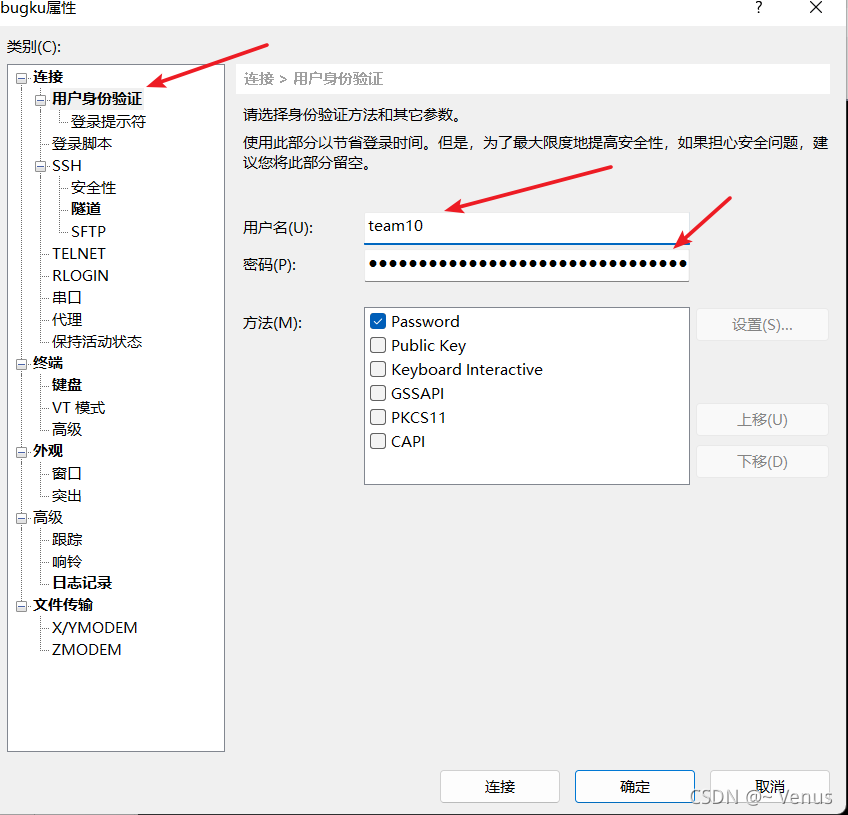 bugku属性
?
类别(C):
连接
用户身份验证
登录提示符
登录脚本
SSH
安全性
隧道
SFTP
TELNET
RLOGIN
串口
代理
保持活动状态
终端
键盘
VT 模式
高级
外观
窗口
突出
高级
跟踪
响铃
日志记录
文件传输
X/YMODEM
ZMODEM
连接 > 用户身份验证
请选择身份验证方法和其它参数。
使用此部分以节省登录时间。但是，为了最大限度地提高安全性，如果担心安全问题，建
议您将此部分留空。
用户名(U):
team10
密码(P):
●●●●●●●●●●●●●●●●●●●●●●●●●●●●●●●●
方法(M):
Password
Public Key
Keyboard Interactive
GSSAPI
PKCS11
CAPI
设置(S)...
上移(U)
下移(D)
连接
确定
取消
CSDN @~ Venus